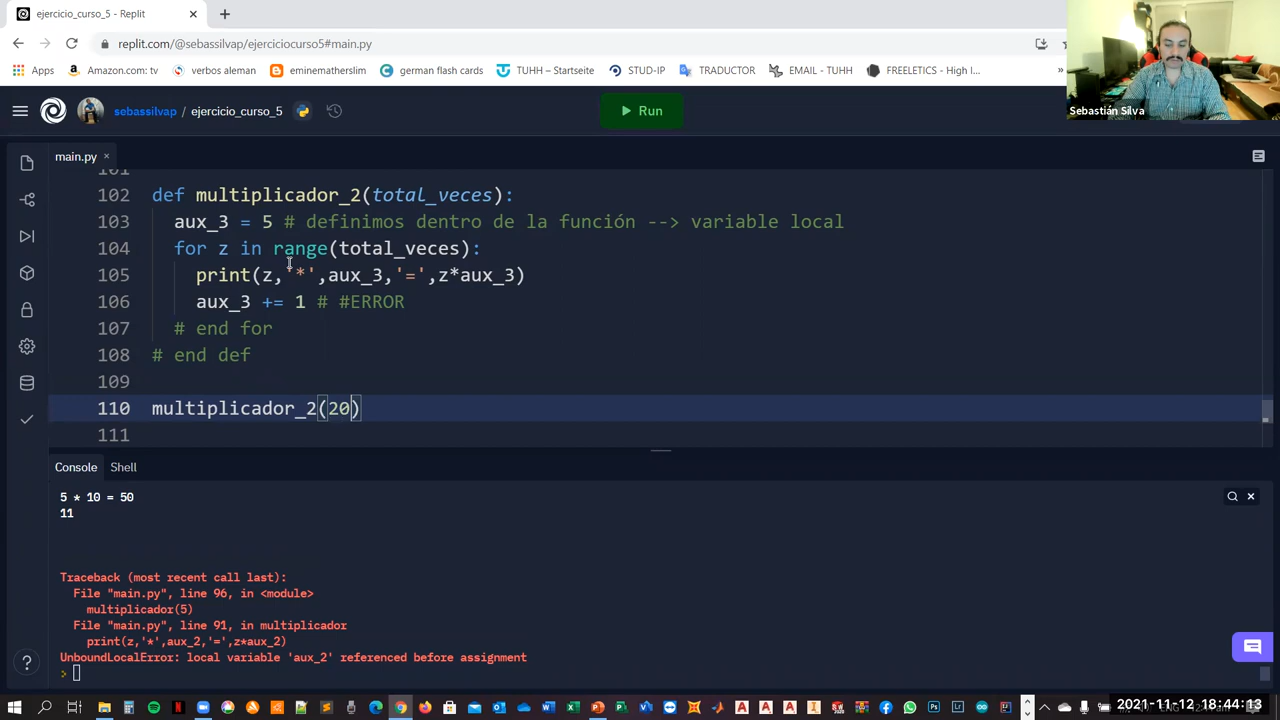 ejercicio_curso_5 - Replit
replit.com/@sebassilvap/ejerciciocurso5#main.py
Apps Amazon.com: tv verbos aleman eminematherslim german flash cards TUHH – Startseite STUD-IP TRADUCTOR EMAIL - TUHH FREELETICS - High I... »
Sebastián Silva
sebassilvap / ejercicio_curso_5 Run
main.py
101
102 def multiplicador_2(total_veces):
103 aux_3 = 5 # definimos dentro de la función --> variable local
104 for z in range(total_veces):
105 print(z,'*',aux_3,'=',z*aux_3)
106 aux_3 += 1 # #ERROR
107 # end for
108 # end def
109
110 multiplicador_2(20)
111
Console Shell
5 * 10 = 50
11
Traceback (most recent call last):
File "main.py", line 96, in <module>
multiplicador(5)
File "main.py", line 91, in multiplicador
print(z,'*',aux_2,'=',z*aux_2)
UnboundLocalError: local variable 'aux_2' referenced before assignment
>
2021-11-12 18:44:13